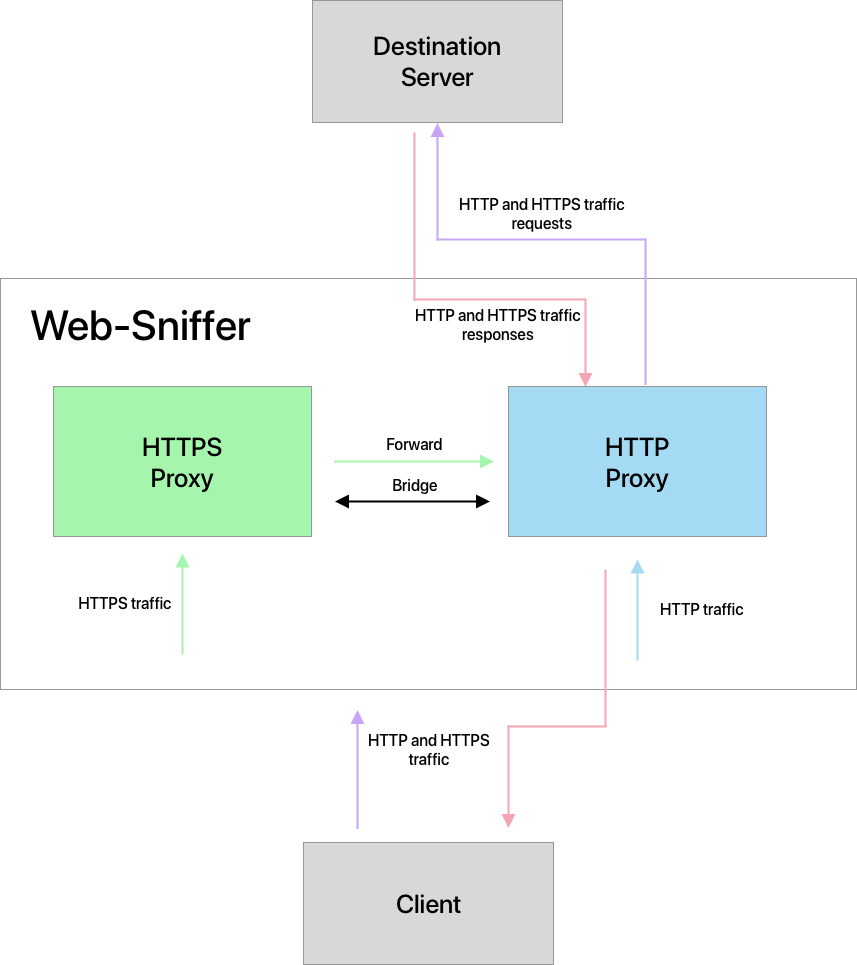 Destination
Server
HTTP and HTTPS traffic
requests
Web-Sniffer
HTTP and HTTPS traffic
responses
HTTPS
Proxy
Forward
Bridge
HTTP
Proxy
HTTPS traffic
HTTP traffic
HTTP and HTTPS
traffic
Client